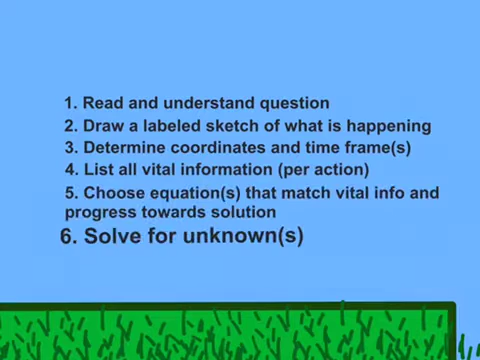 1. Read and understand question
2. Draw a labeled sketch of what is happening
3. Determine coordinates and time frame(s)
4. List all vital information (per action)
5. Choose equation(s) that match vital info and
progress towards solution
6. Solve for unknown(s)